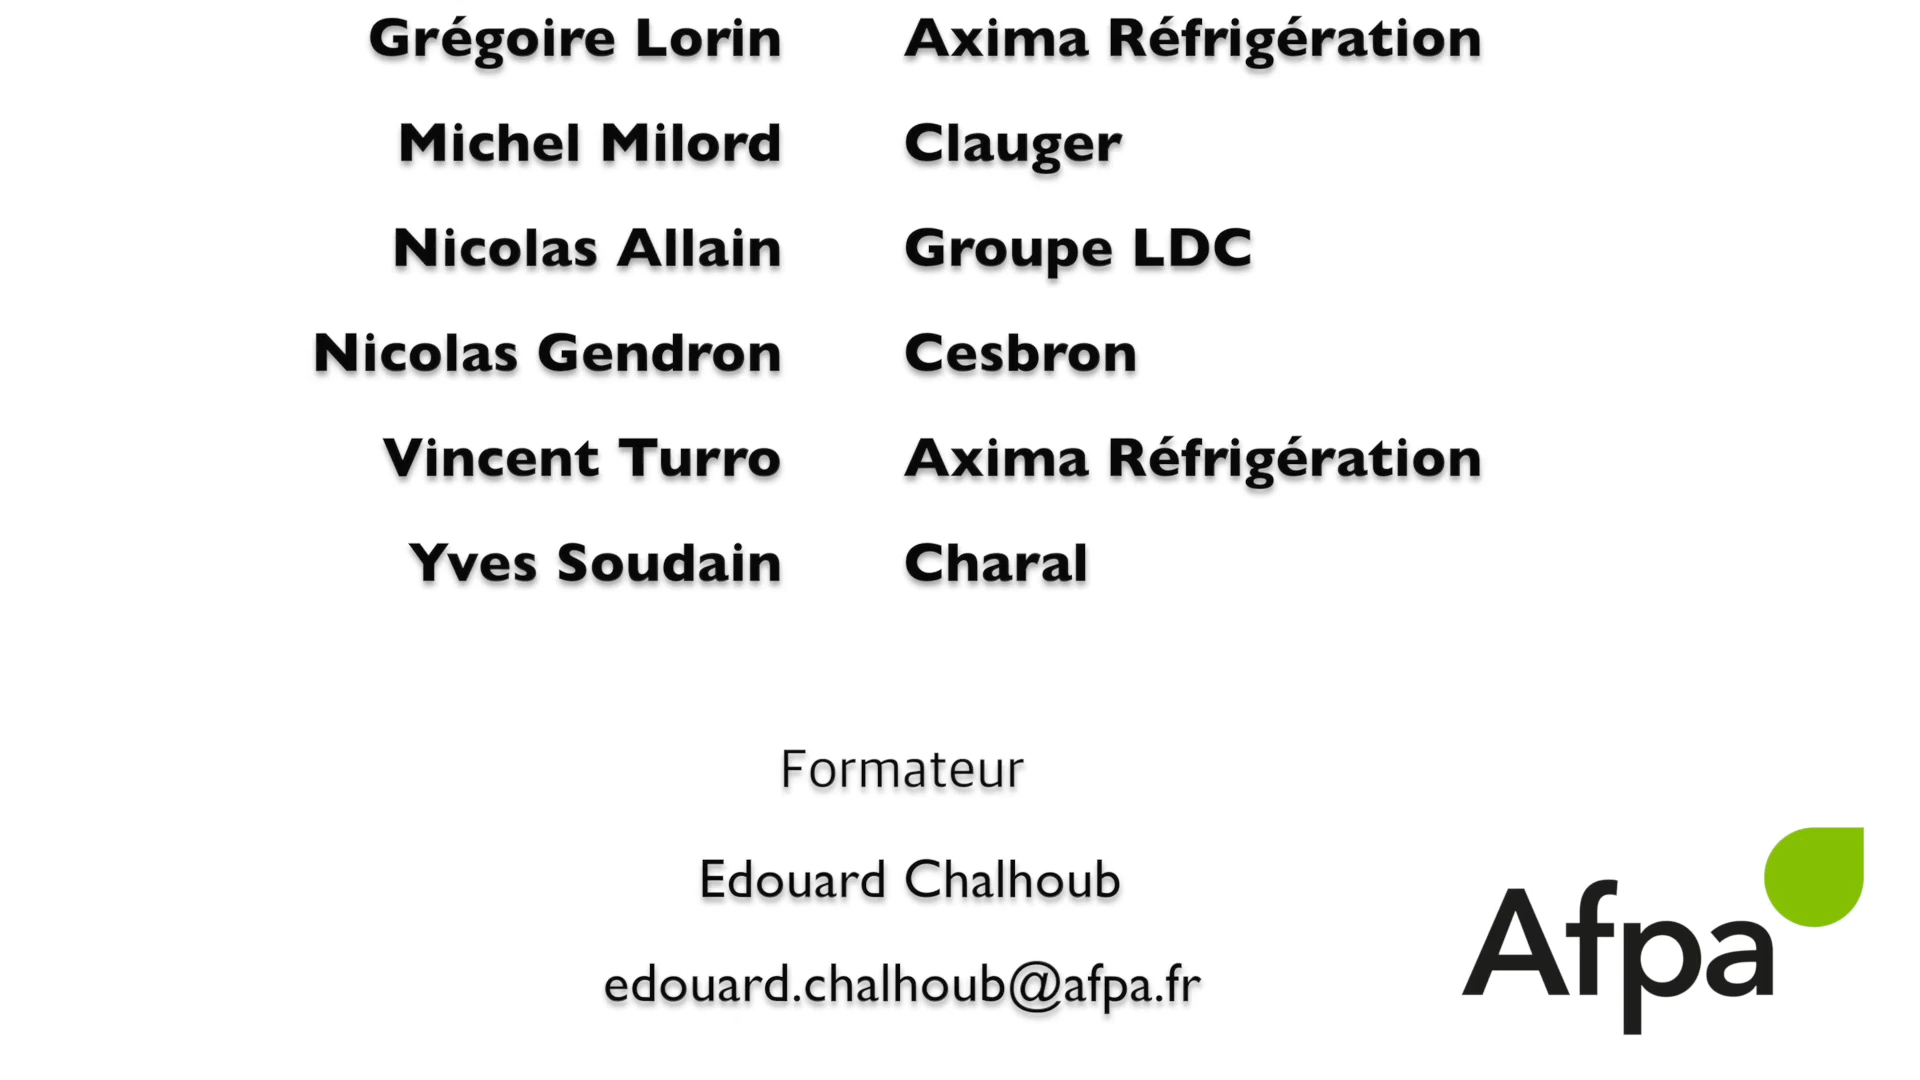 Grégoire Lorin Axima Réfrigération
Michel Milord Clauger
Nicolas Allain Groupe LDC
Nicolas Gendron Cesbron
Vincent Turro Axima Réfrigération
Yves Soudain Charal
Formateur
Edouard Chalhoub
edouard.chalhoub@afpa.fr
Afpa